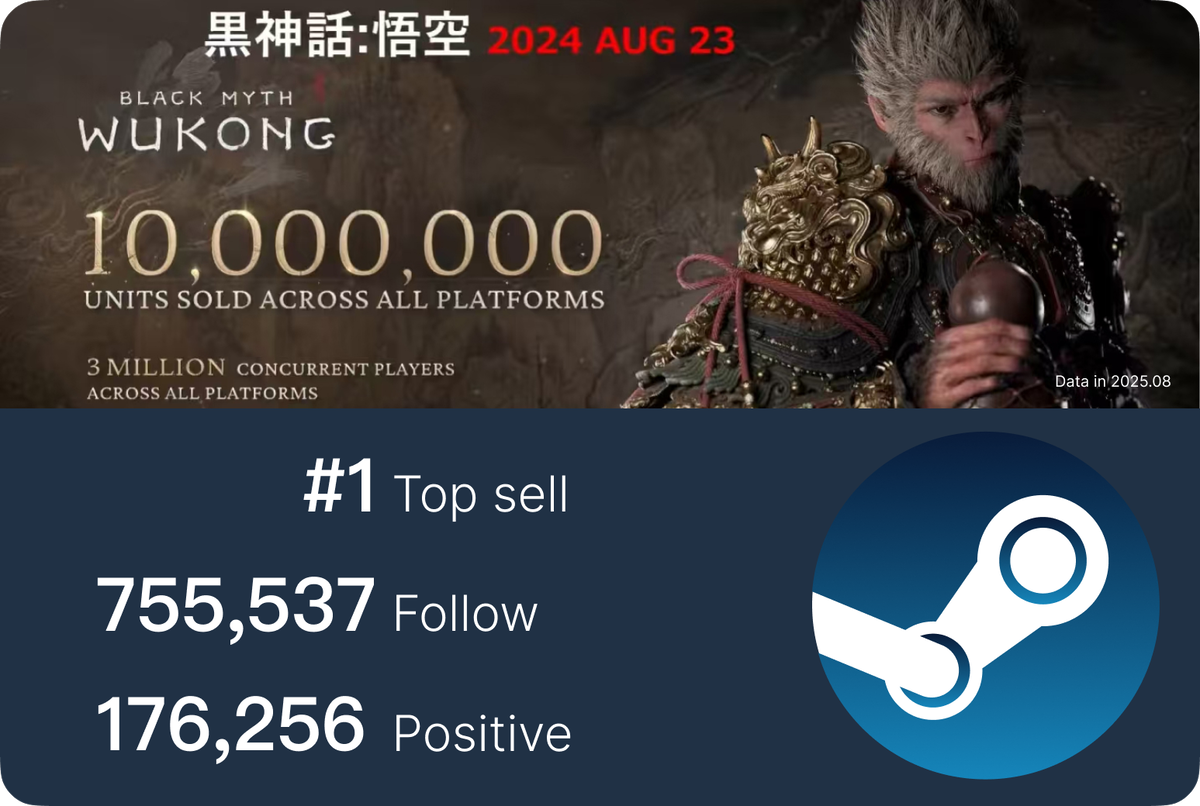 黒神話:悟空 2024 AUG 23
BLACK MYTH
WUKONG
10,000,000
UNITS SOLD ACROSS ALL PLATFORMS
3 MILLION CONCURRENT PLAYERS
ACROSS ALL PLATFORMS
Data in 2025.08
#1 Top sell
755,537 Follow
176,256 Positive